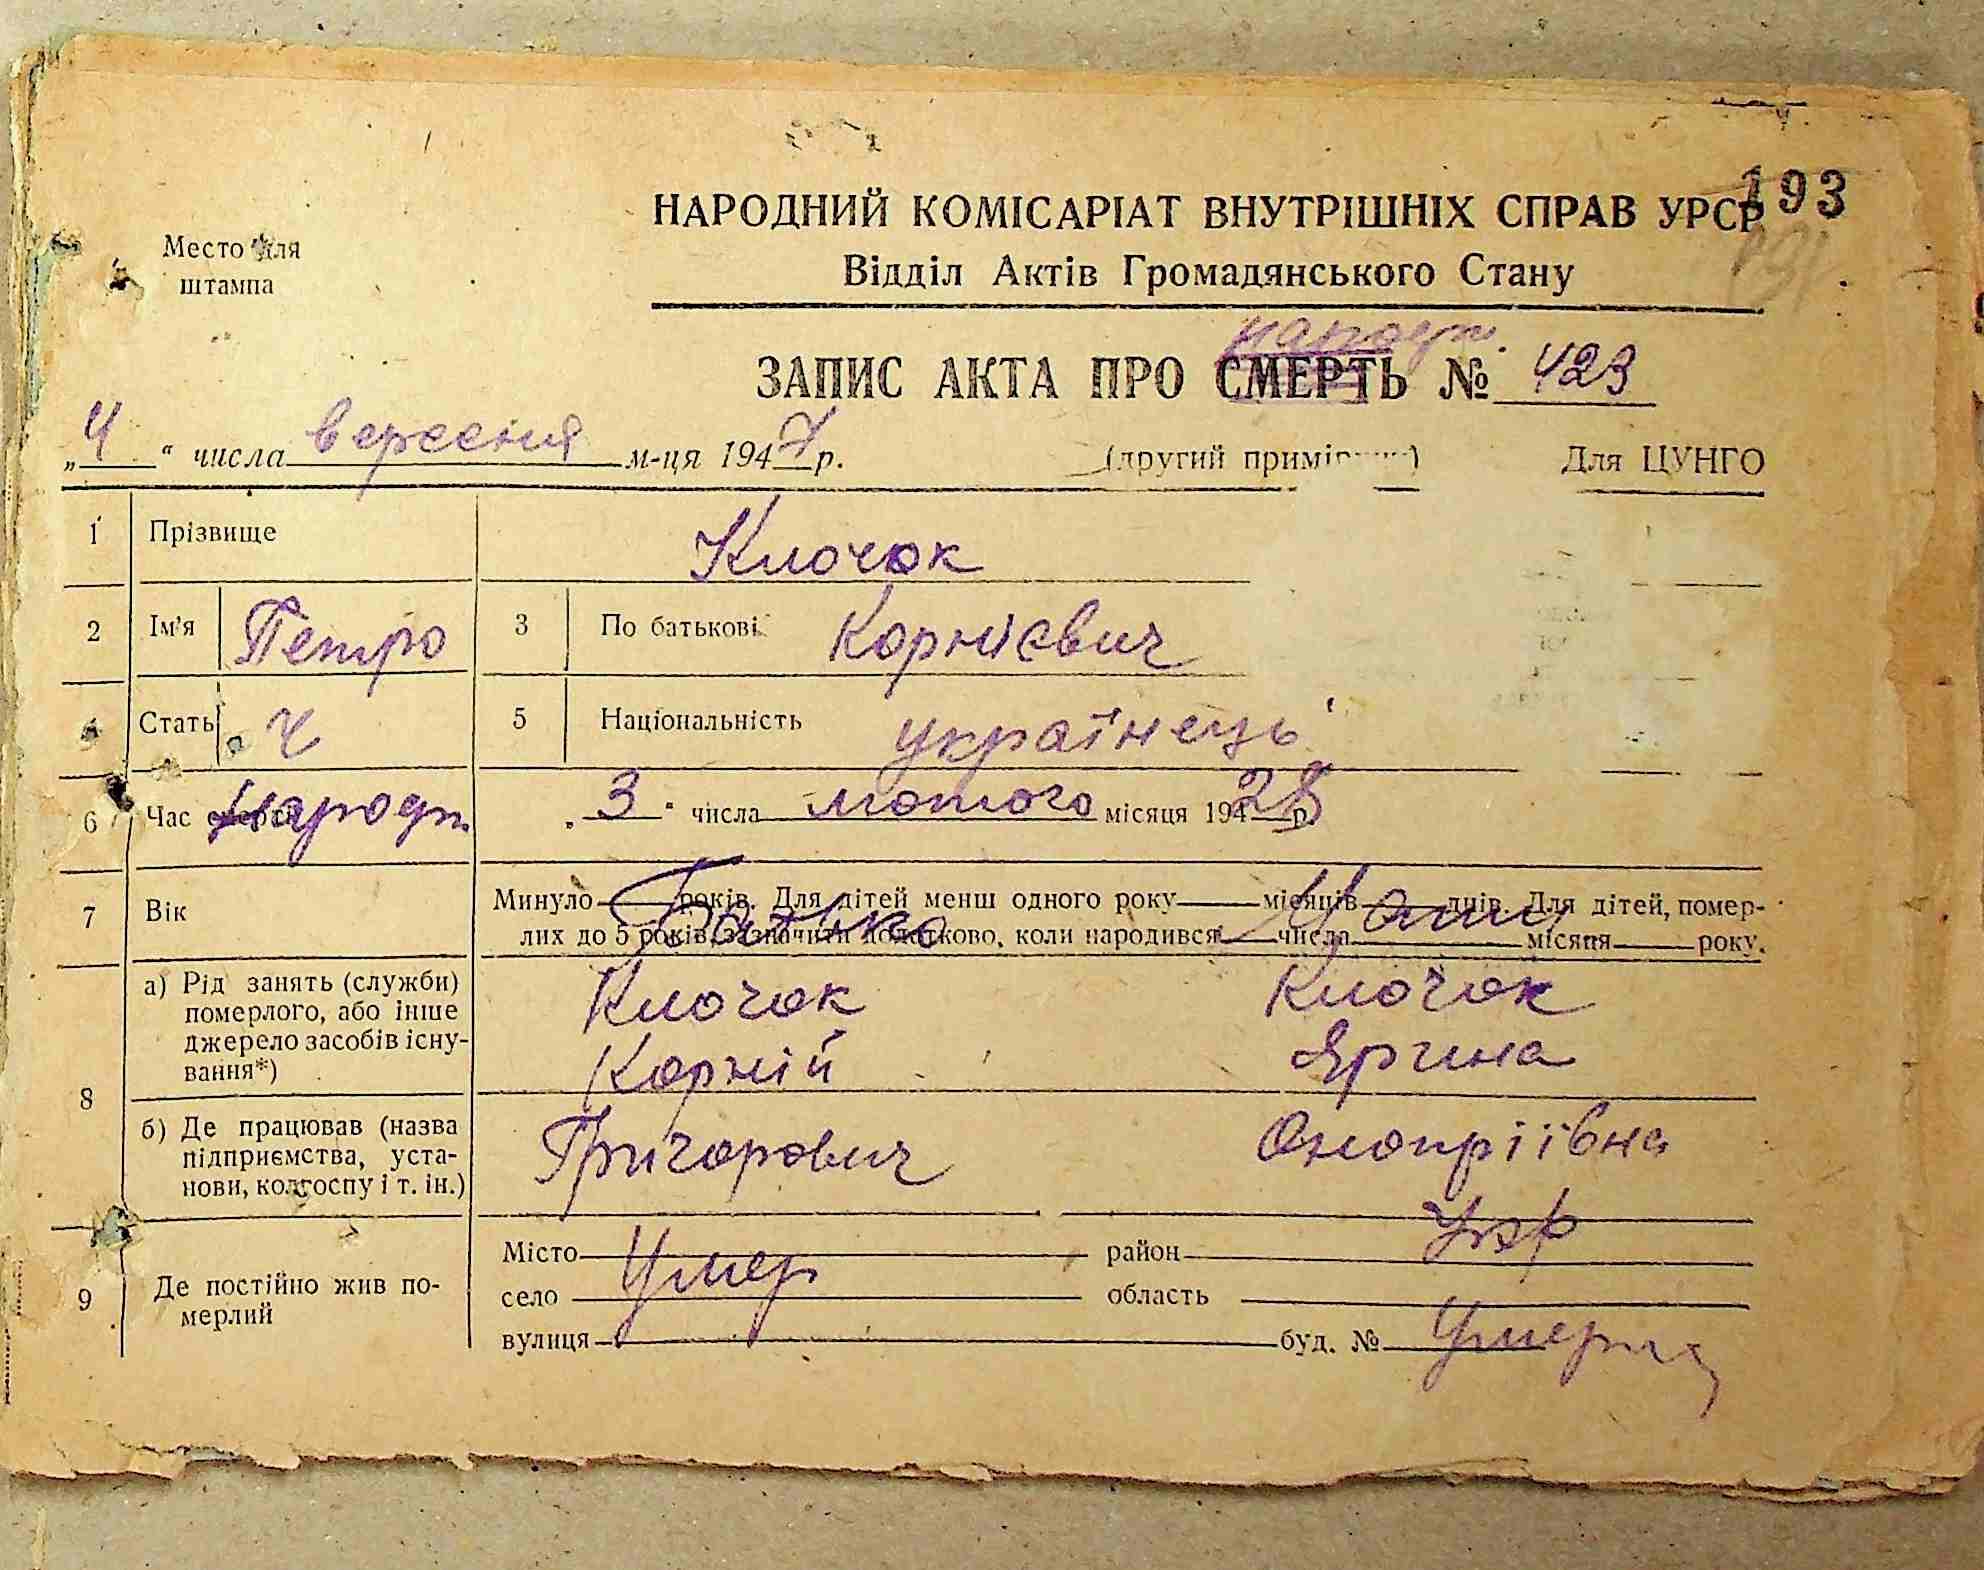 193
НАРОДНИЙ КОМІСАРІАТ ВНУТРІШНІХ СПРАВ УРСР
Место для
штампа
Відділ Актів Громадянського Стану
народж.
ЗАПИС АКТА ПРО СМЕРТЬ № 423
„4“ числа вересня м-ця 1947 р. (другий примірник) Для ЦУНГО
1 Прізвище Клочок
2 Ім'я Петро 3 По батькові Корнієвич
4 Стать Ч 5 Національність українець
6 Час народж. „3“ числа лютого місяця 1928 р.
7 Вік Минуло років. Для дітей менш одного року місяців днів. Для дітей, помер-
лих до 5 років, зазначити додатково, коли народився числа місяця року.
Батько Мати
8 а) Рід занять (служби)
померлого, або інше
джерело засобів існу-
вання*)
Клочок Клочок
Корній Ярина
б) Де працював (назва
підприємства, уста-
нови, колгоспу і т. ін.)
Григорович Оноприївна
Укр
9 Де постійно жив по-
мерлий
Місто район
село область
вулиця буд. №
Умер Умерла